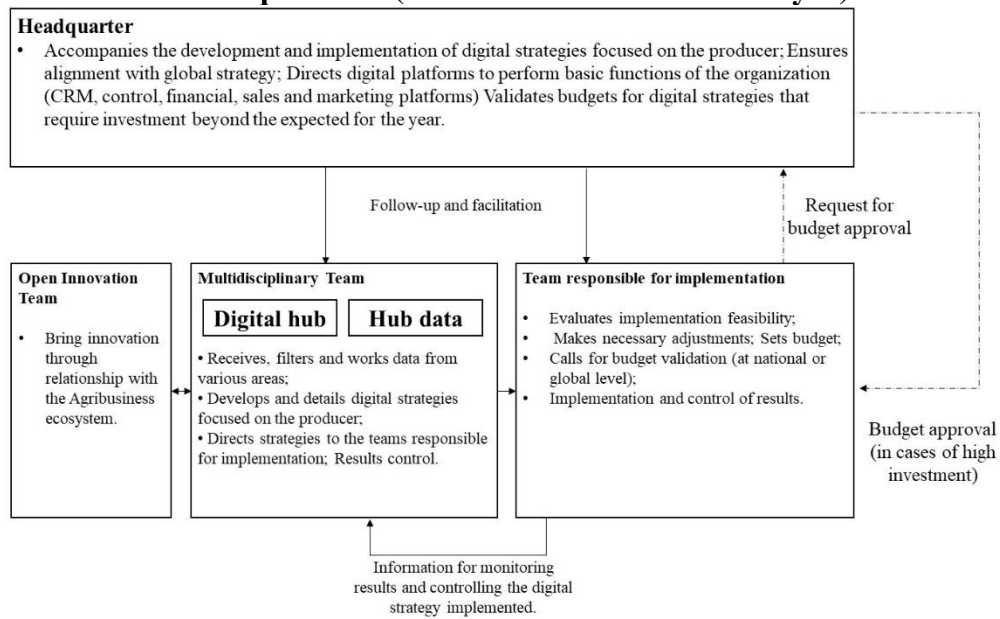 Headquarter
• Accompanies the development and implementation of digital strategies focused on the producer; Ensures
alignment with global strategy; Directs digital platforms to perform basic functions of the organization
(CRM, control, financial, sales and marketing platforms) Validates budgets for digital strategies that
require investment beyond the expected for the year.
Follow-up and facilitation
Request for
budget approval
Open Innovation
Team
• Bring innovation
through
relationship with
the Agribusiness
ecosystem.
Multidisciplinary Team
Digital hub
Hub data
• Receives, filters and works data from
various areas;
• Develops and details digital strategies
focused on the producer;
• Directs strategies to the teams responsible
for implementation; Results control.
Team responsible for implementation
• Evaluates implementation feasibility;
• Makes necessary adjustments; Sets budget;
• Calls for budget validation (at national or
global level);
• Implementation and control of results.
Budget approval
(in cases of high
investment)
Information for monitoring
results and controlling the digital
strategy implemented.